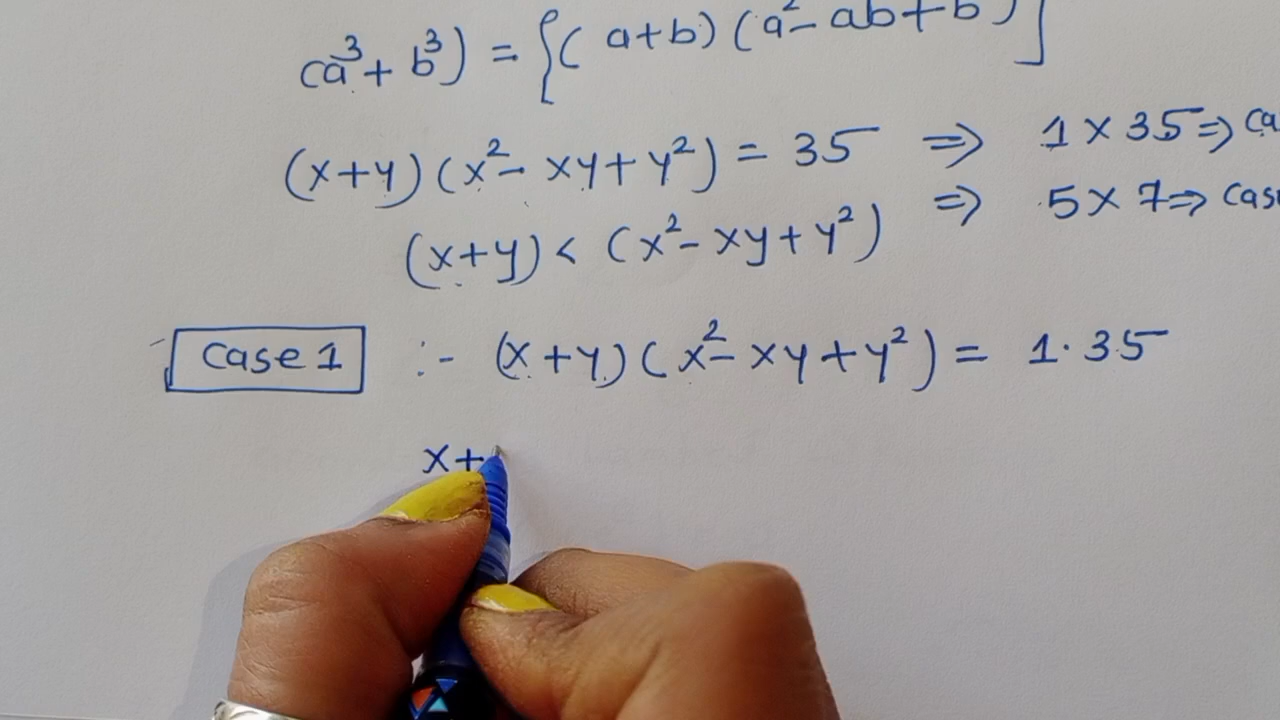 (a³+ b³) = {(a+b) (a²- ab+b)]
(x+y) (x²- xy+y²) = 35 ⇒ 1 x 35 ⇒
(x+y) < (x²- xy+y²) ⇒ 5 x 7 ⇒ Case
Case 1 :- (x+y) (x²- xy+y²) = 1·35
x+